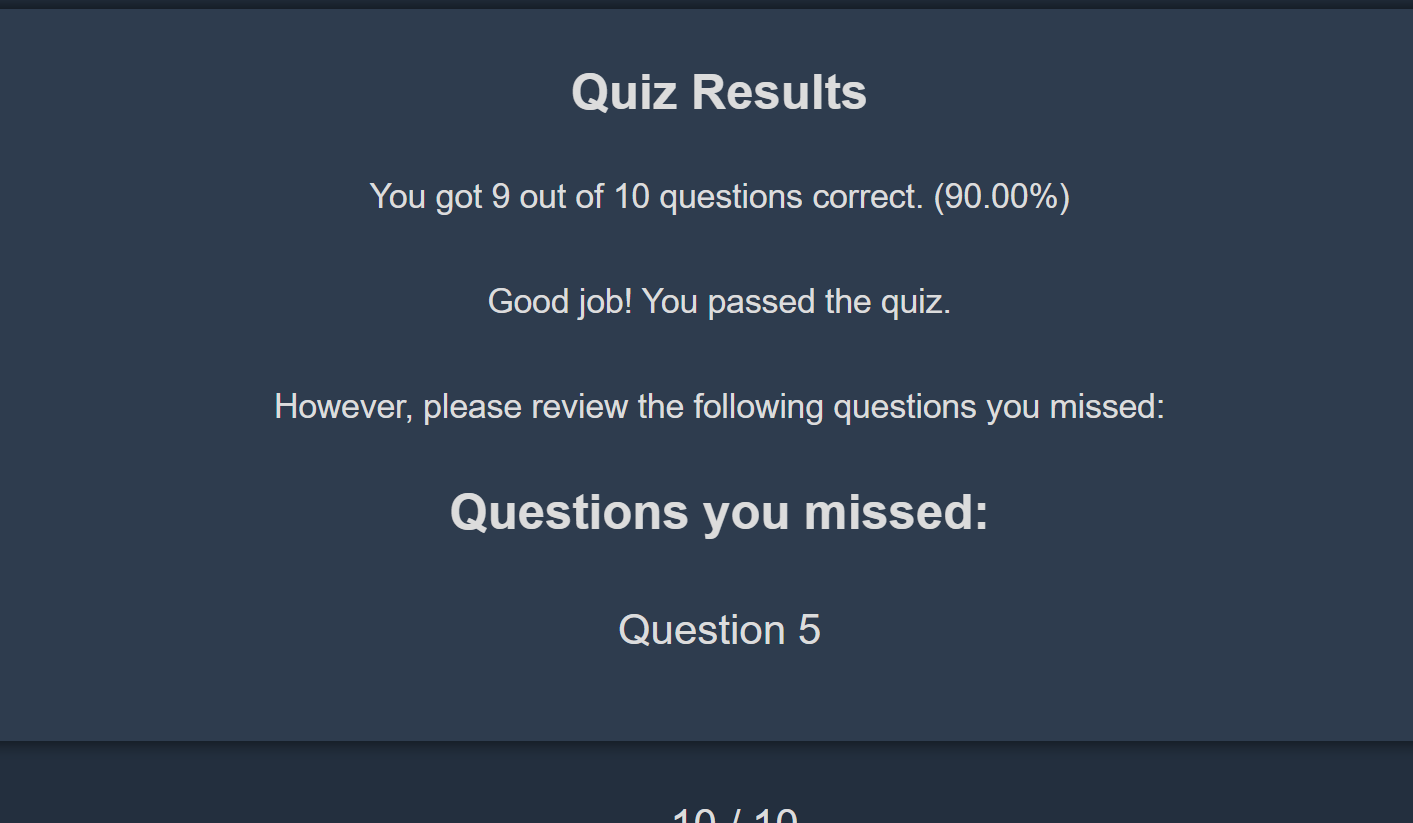 Quiz Results
You got 9 out of 10 questions correct. (90.00%)
Good job! You passed the quiz.
However, please review the following questions you missed:
Questions you missed:
Question 5
10 / 10